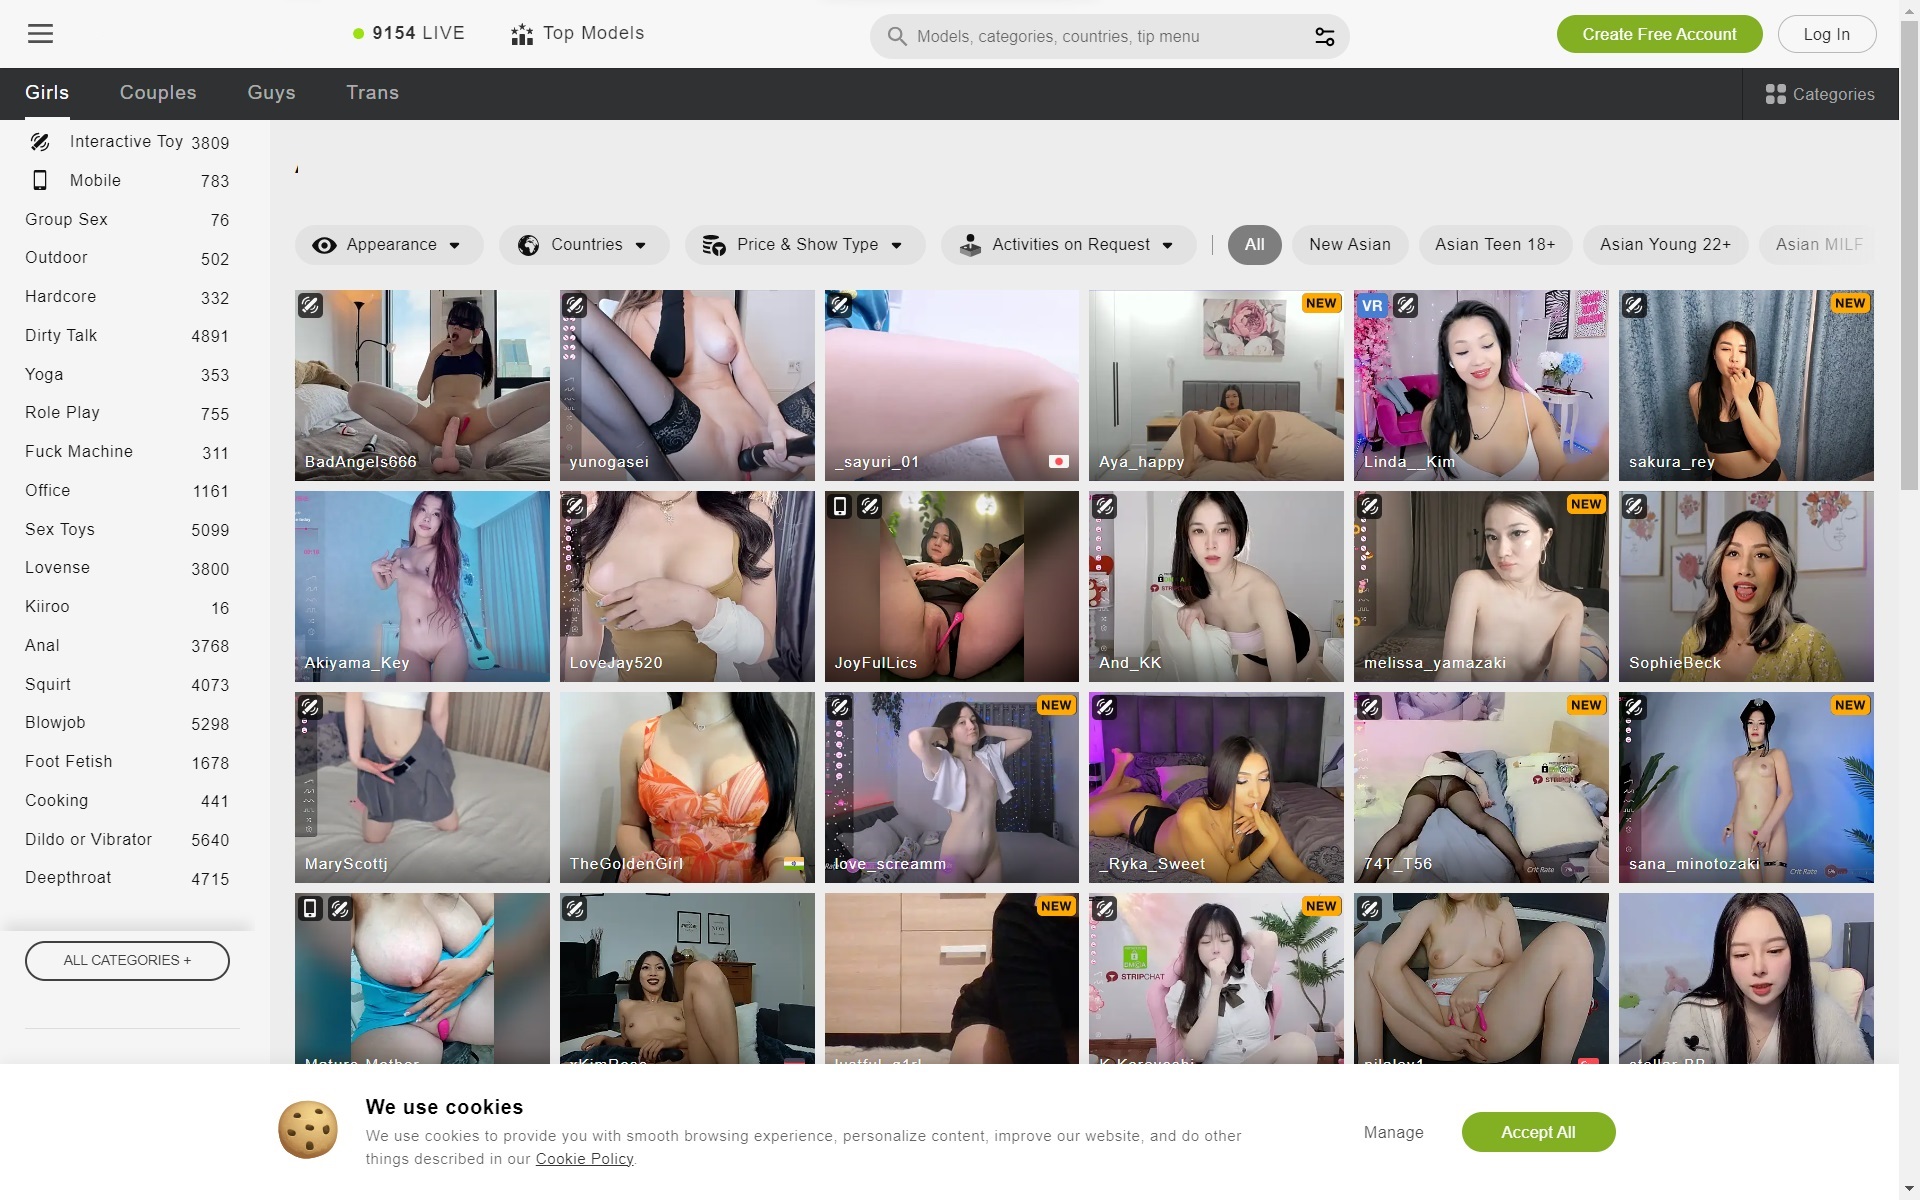 9154 LIVE
Top Models
Models, categories, countries, tip menu
Create Free Account
Log In
Girls
Couples
Guys
Trans
Categories
Interactive Toy 3809
Mobile 783
Group Sex 76
Outdoor 502
Hardcore 332
Dirty Talk 4891
Yoga 353
Role Play 755
Fuck Machine 311
Office 1161
Sex Toys 5099
Lovense 3800
Kiiroo 16
Anal 3768
Squirt 4073
Blowjob 5298
Foot Fetish 1678
Cooking 441
Dildo or Vibrator 5640
Deepthroat 4715
ALL CATEGORIES +
Appearance
Countries
Price & Show Type
Activities on Request
All
New Asian
Asian Teen 18+
Asian Young 22+
Asian MILF
BadAngels666
yunogasei
_sayuri_01
NEW
Aya_happy
VR
Linda__Kim
NEW
sakura_rey
Akiyama_Key
LoveJay520
JoyFulLics
And_KK
NEW
melissa_yamazaki
SophieBeck
MaryScottj
TheGoldenGirl
NEW
love_screamm
_Ryka_Sweet
NEW
74T_T56
Crit Rate
NEW
sana_minotozaki
Crit Rate
NEW
NEW
STRIPCHAT
We use cookies
We use cookies to provide you with smooth browsing experience, personalize content, improve our website, and do other
things described in our Cookie Policy.
Manage
Accept All